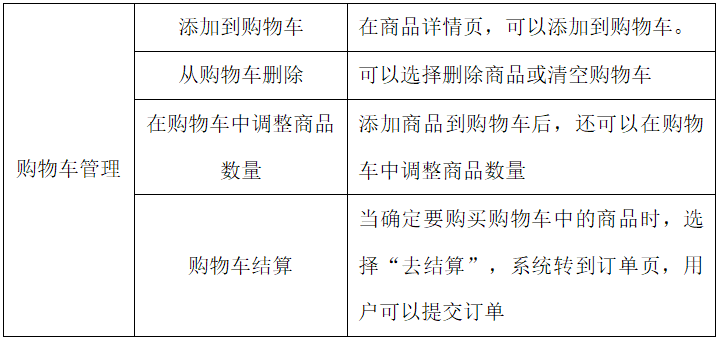 购物车管理
添加到购物车
在商品详情页，可以添加到购物车。
从购物车删除
可以选择删除商品或清空购物车
在购物车中调整商品
数量
添加商品到购物车后，还可以在购物
车中调整商品数量
购物车结算
当确定要购买购物车中的商品时，选
择“去结算”，系统转到订单页，用
户可以提交订单